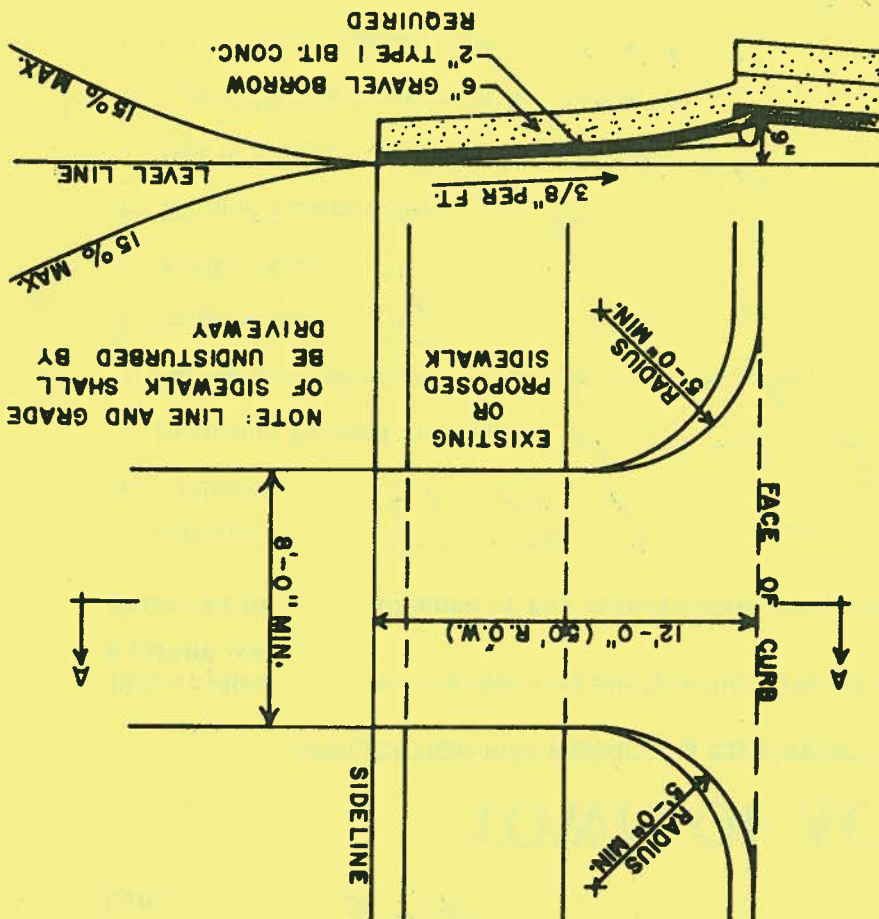 RADIUS
5'-0" MIN.
SIDELINE
A
A
12'-0" (50' R.O.W.)
8'-0" MIN.
FACE OF CURB
RADIUS
5'-0" MIN.
EXISTING
OR
PROPOSED
SIDEWALK
NOTE: LINE AND GRADE
OF SIDEWALK SHALL
BE UNDISTURBED BY
DRIVEWAY
15% MAX.
3/8" PER FT.
LEVEL LINE
6"
15% MAX.
6" GRAVEL BORROW
2" TYPE I BIT. CONC.
REQUIRED